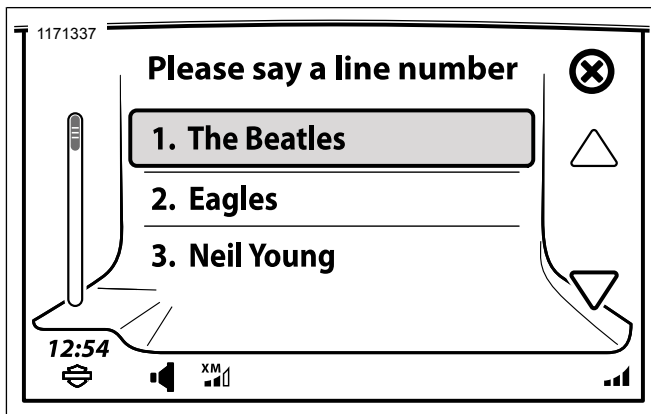 1171337
Please say a line number
1. The Beatles
2. Eagles
3. Neil Young
12:54
XM